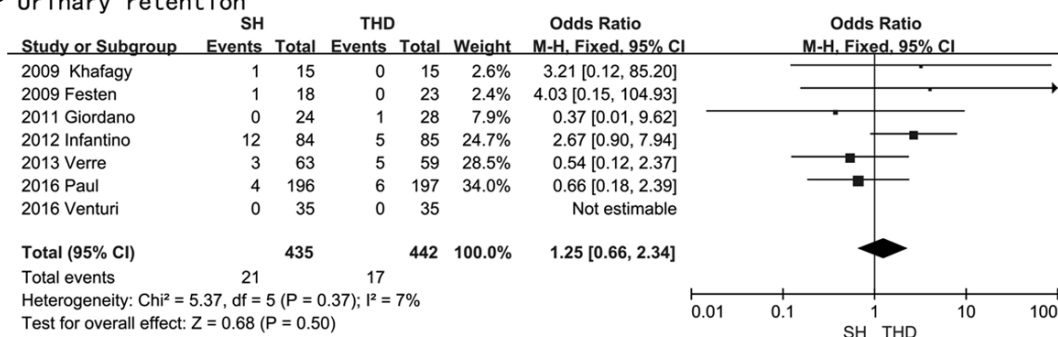 Urinary retention
SH THD Odds Ratio Odds Ratio
Study or Subgroup Events Total Events Total Weight M-H, Fixed, 95% CI M-H, Fixed, 95% CI
2009 Khafagy 1 15 0 15 2.6% 3.21 [0.12, 85.20]
2009 Festen 1 18 0 23 2.4% 4.03 [0.15, 104.93]
2011 Giordano 0 24 1 28 7.9% 0.37 [0.01, 9.62]
2012 Infantino 12 84 5 85 24.7% 2.67 [0.90, 7.94]
2013 Verre 3 63 5 59 28.5% 0.54 [0.12, 2.37]
2016 Paul 4 196 6 197 34.0% 0.66 [0.18, 2.39]
2016 Venturi 0 35 0 35 Not estimable
Total (95% CI) 435 442 100.0% 1.25 [0.66, 2.34]
Total events 21 17
Heterogeneity: Chi² = 5.37, df = 5 (P = 0.37); I² = 7%
Test for overall effect: Z = 0.68 (P = 0.50)
0.01 0.1 1 10 100
SH THD